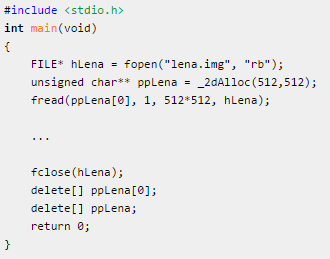 #include <stdio.h>
int main(void)
{
    FILE* hLena = fopen("lena.img", "rb");
    unsigned char** ppLena = _2dAlloc(512,512);
    fread(ppLena[0], 1, 512*512, hLena);

    ...

    fclose(hLena);
    delete[] ppLena[0];
    delete[] ppLena;
    return 0;
}